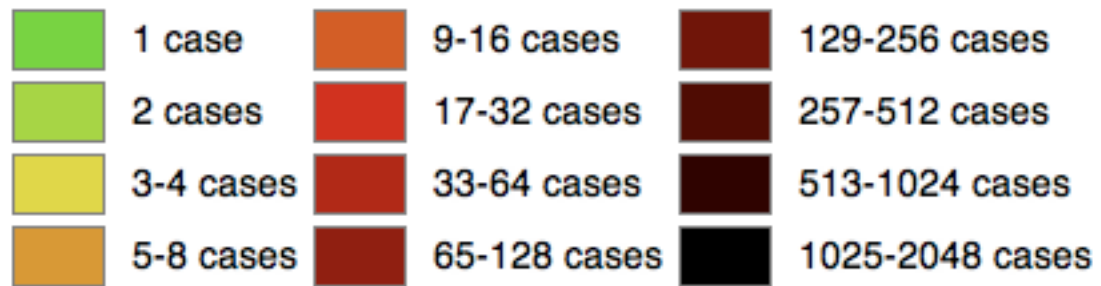 1 case
2 cases
3-4 cases
5-8 cases
9-16 cases
17-32 cases
33-64 cases
65-128 cases
129-256 cases
257-512 cases
513-1024 cases
1025-2048 cases